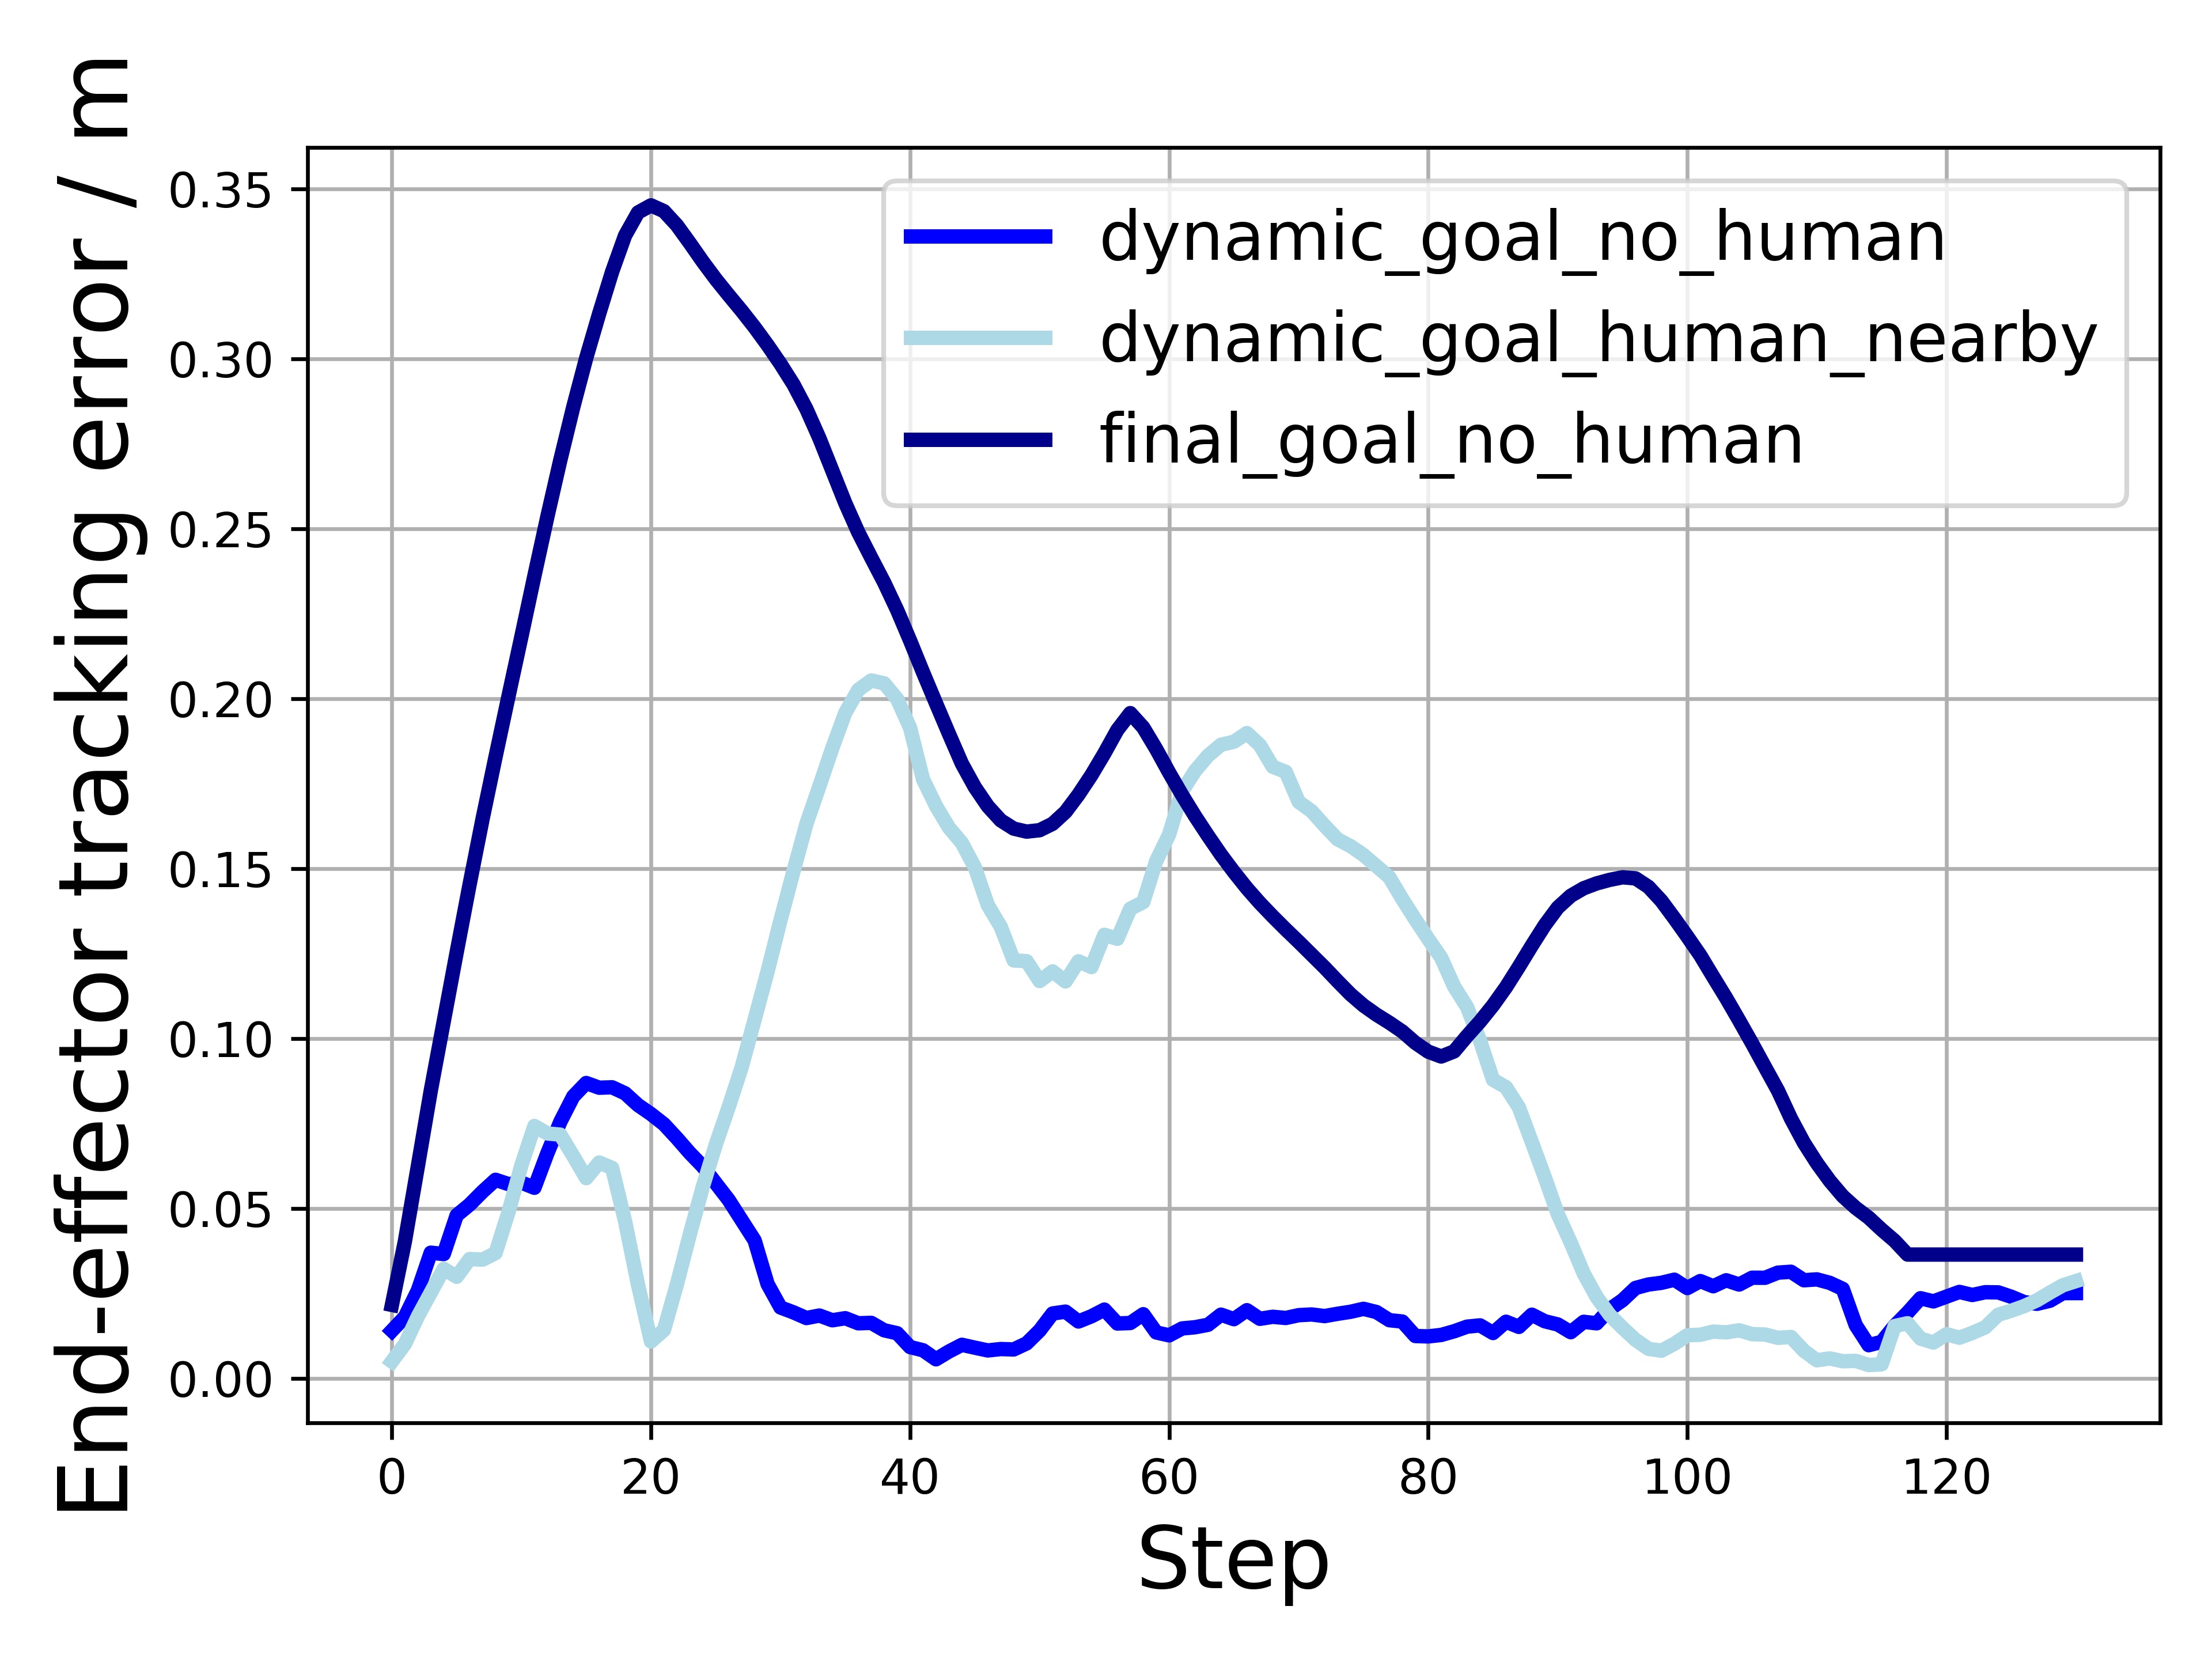 End-effector tracking error / m
0.35
0.30
0.25
0.20
0.15
0.10
0.05
0.00
dynamic_goal_no_human
dynamic_goal_human_nearby
final_goal_no_human
0 20 40 60 80 100 120
Step